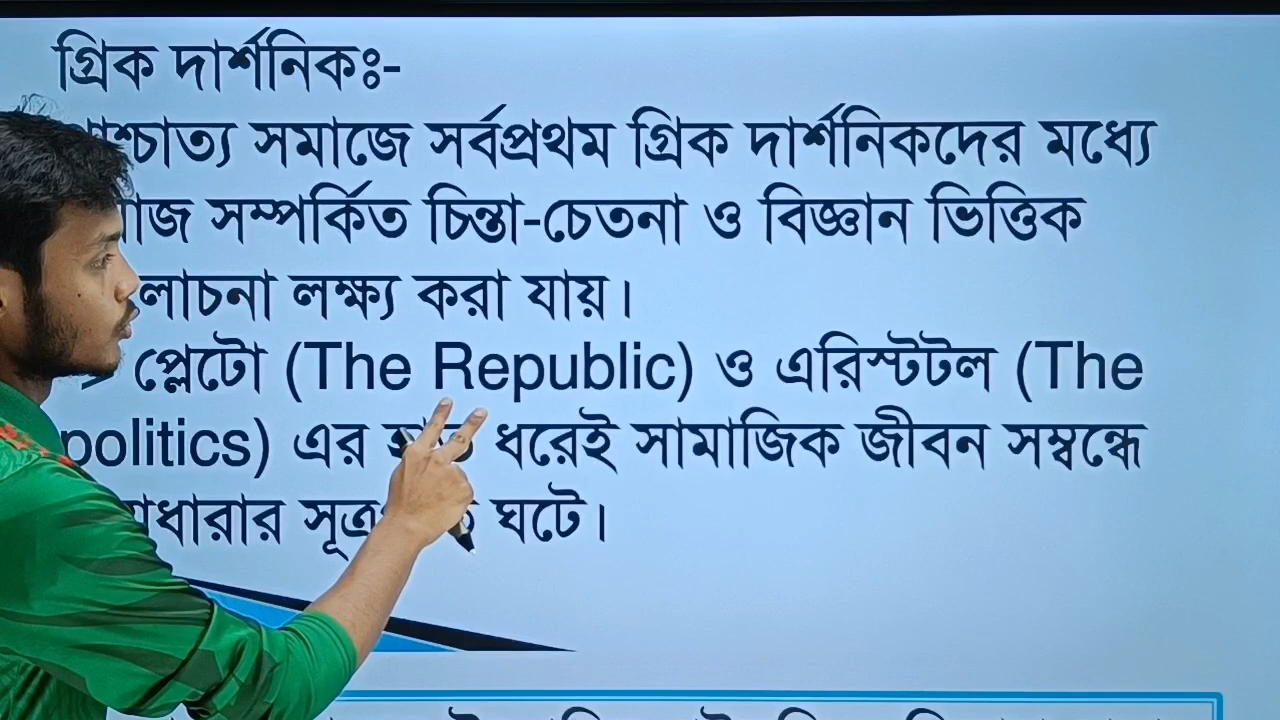 গ্রিক দার্শনিকঃ-
সমাজে সর্বপ্রথম গ্রিক দার্শনিকদের মধ্যে
সম্পর্কিত চিন্তা-চেতনা ও বিজ্ঞান ভিত্তিক
লক্ষ্য করা যায়।
> প্লেটো (The Republic) ও এরিস্টটল (The
politics) এর হাত ধরেই সামাজিক জীবন সম্বন্ধে
ঘটে।